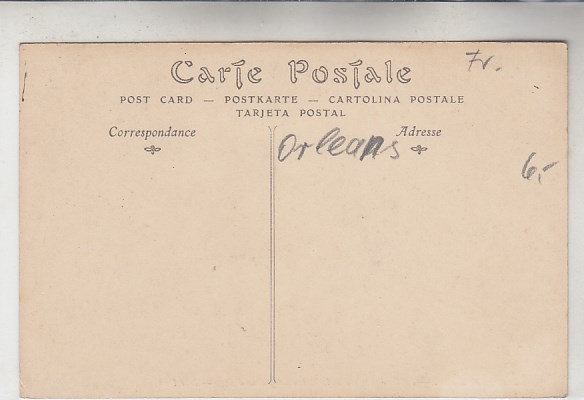 Carte Postale
Fr.
POST CARD — POSTKARTE — CARTOLINA POSTALE
TARJETA POSTAL
Correspondance
Adresse
Orleans
6,-